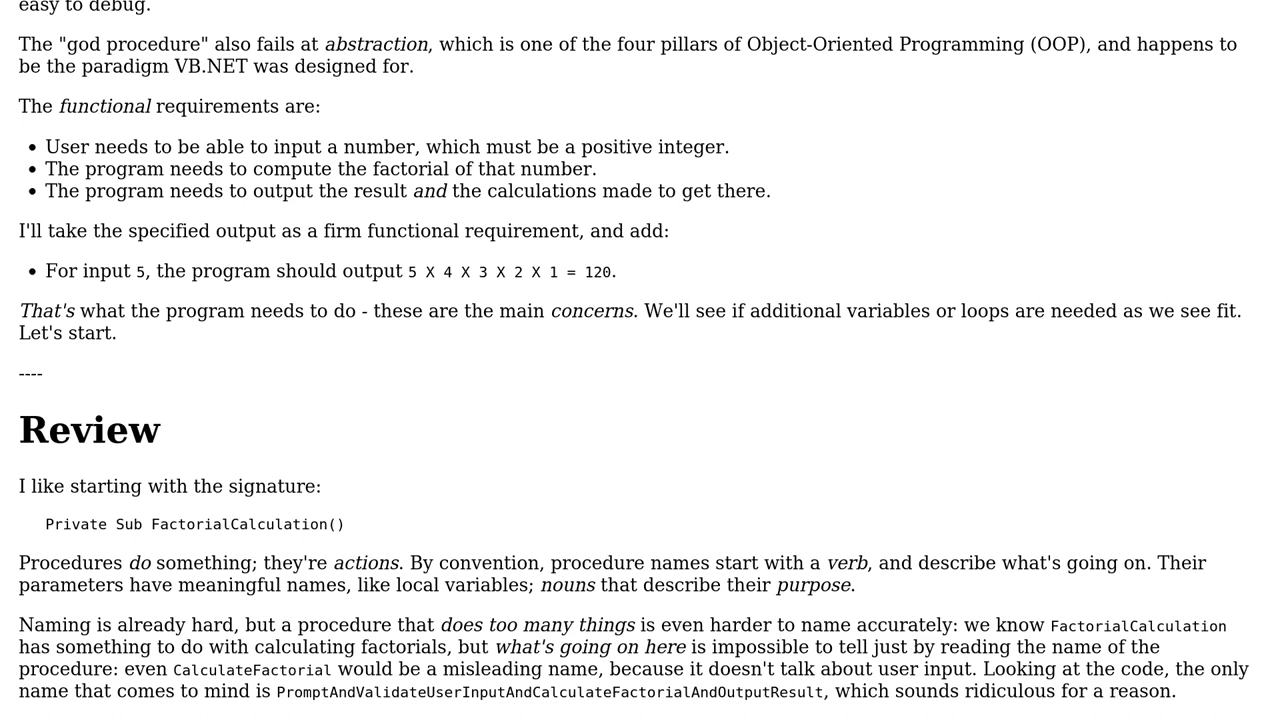 easy to debug.
The "god procedure" also fails at abstraction, which is one of the four pillars of Object-Oriented Programming (OOP), and happens to
be the paradigm VB.NET was designed for.
The functional requirements are:
• User needs to be able to input a number, which must be a positive integer.
• The program needs to compute the factorial of that number.
• The program needs to output the result and the calculations made to get there.
I'll take the specified output as a firm functional requirement, and add:
• For input 5, the program should output 5 X 4 X 3 X 2 X 1 = 120.
That's what the program needs to do - these are the main concerns. We'll see if additional variables or loops are needed as we see fit.
Let's start.
----
Review
I like starting with the signature:
Private Sub FactorialCalculation()
Procedures do something; they're actions. By convention, procedure names start with a verb, and describe what's going on. Their
parameters have meaningful names, like local variables; nouns that describe their purpose.
Naming is already hard, but a procedure that does too many things is even harder to name accurately: we know FactorialCalculation
has something to do with calculating factorials, but what's going on here is impossible to tell just by reading the name of the
procedure: even CalculateFactorial would be a misleading name, because it doesn't talk about user input. Looking at the code, the only
name that comes to mind is PromptAndValidateUserInputAndCalculateFactorialAndOutputResult, which sounds ridiculous for a reason.